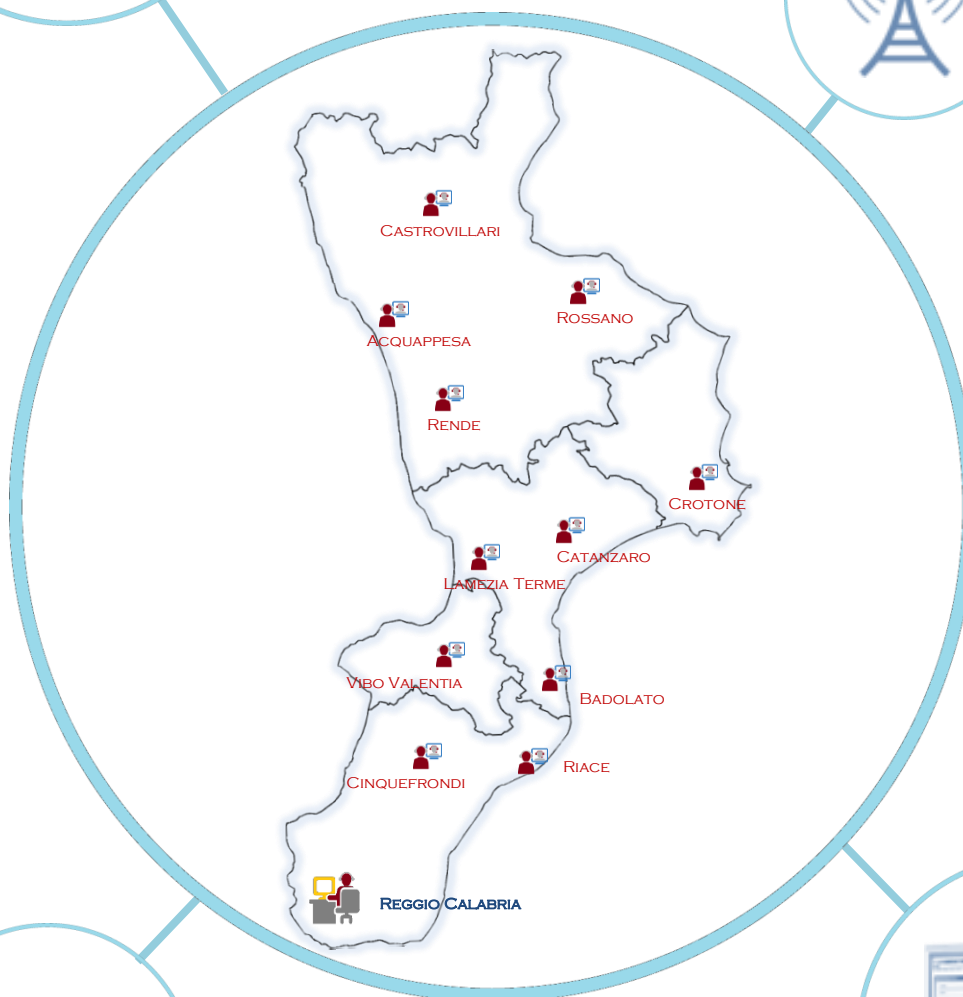 Castrovillari
Rossano
Acquappesa
Rende
Crotone
Catanzaro
Lamezia Terme
Vibo Valentia
Badolato
Riace
Cinquefrondi
Reggio Calabria